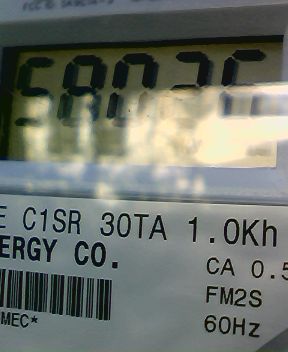 58026
E C1SR 30TA 1.0Kh
ERGY CO.
CA 0.5
FM2S
MEC*
60Hz